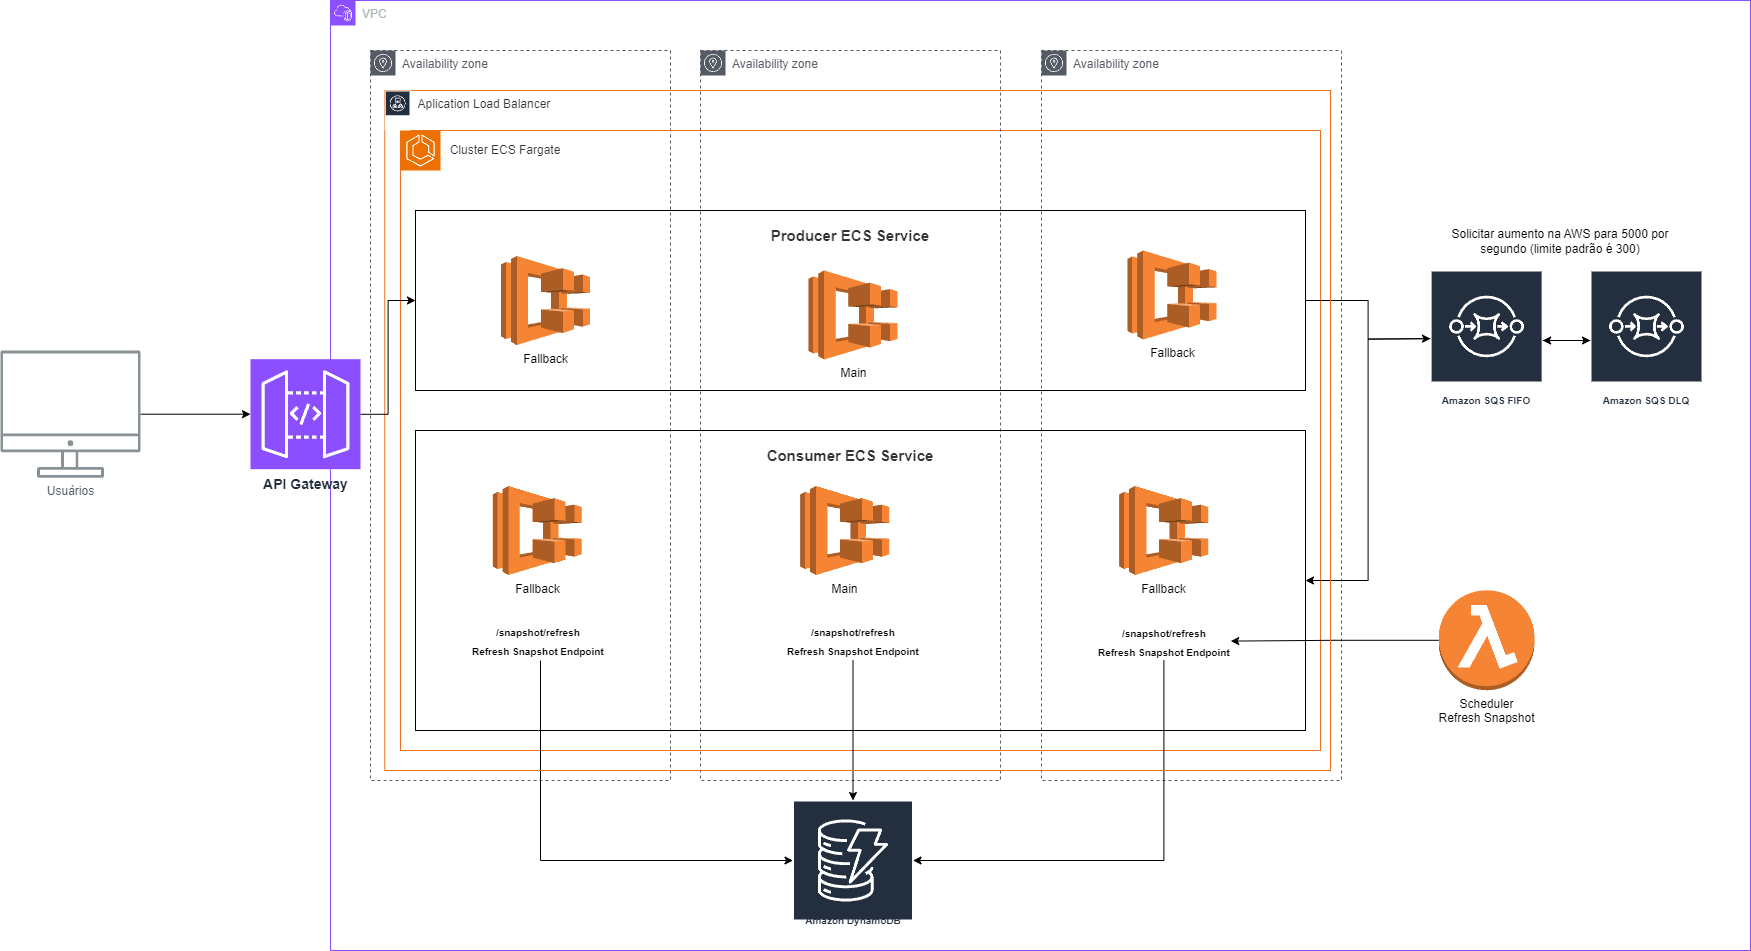 VPC
Availability zone
Availability zone
Availability zone
Aplication Load Balancer
Cluster ECS Fargate
Producer ECS Service
Fallback
Main
Fallback
Solicitar aumento na AWS para 5000 por
segundo (limite padrão é 300)
Amazon SQS FIFO
Amazon SQS DLQ
Usuários
API Gateway
Consumer ECS Service
Fallback
Main
Fallback
/snapshot/refresh
Refresh Snapshot Endpoint
/snapshot/refresh
Refresh Snapshot Endpoint
/snapshot/refresh
Refresh Snapshot Endpoint
Scheduler
Refresh Snapshot
Amazon DynamoDB